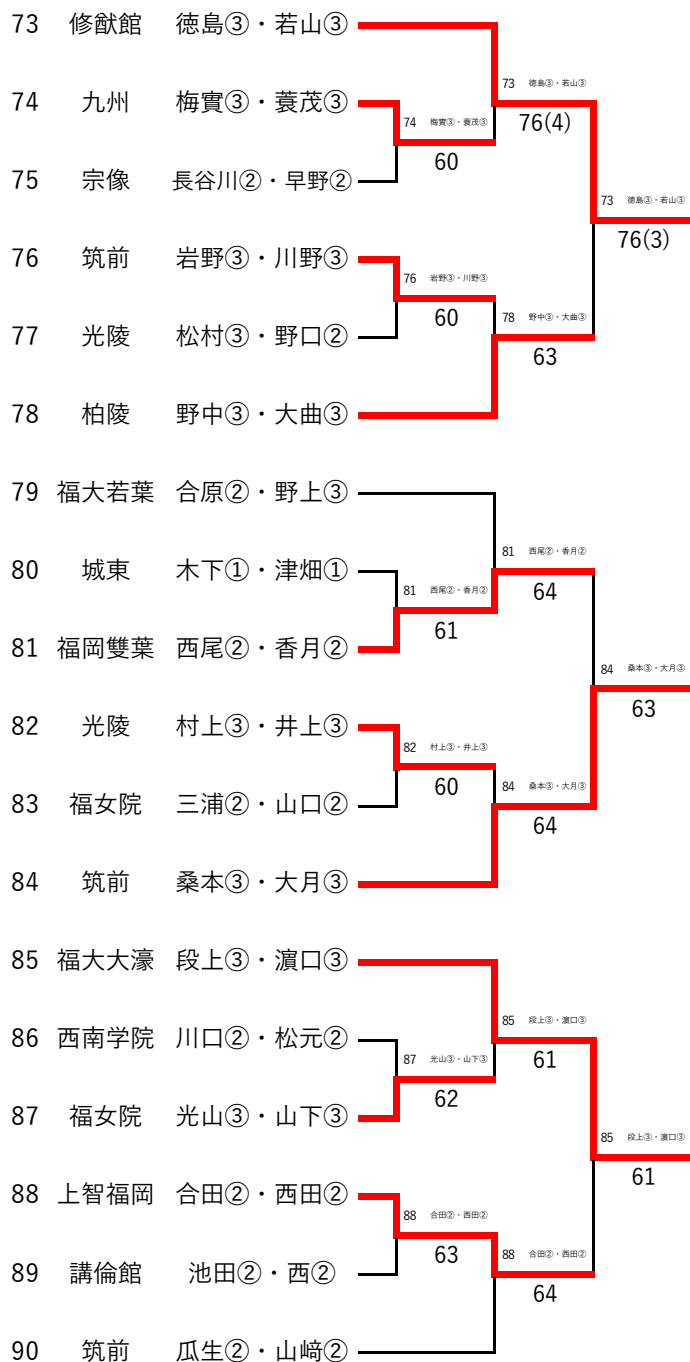 73 修猷館 徳島③・若山③
73 徳島③・若山③
74 九州 梅實③・蓑茂③
76(4)
74 梅實③・蓑茂③
60
75 宗像 長谷川②・早野②
73 徳島③・若山③
76(3)
76 筑前 岩野③・川野③
76 岩野③・川野③
60
78 野中③・大曲③
77 光陵 松村③・野口②
63
78 柏陵 野中③・大曲③
79 福大若葉 合原②・野上③
81 西尾②・香月②
80 城東 木下①・津畑①
64
81 西尾②・香月②
61
81 福岡雙葉 西尾②・香月②
84 桑本③・大月③
63
82 光陵 村上③・井上③
82 村上③・井上③
60
84 桑本③・大月③
83 福女院 三浦②・山口②
64
84 筑前 桑本③・大月③
85 福大大濠 段上③・濵口③
85 段上③・濵口③
86 西南学院 川口②・松元②
61
87 光山③・山下③
62
87 福女院 光山③・山下③
85 段上③・濵口③
61
88 上智福岡 合田②・西田②
88 合田②・西田②
63
88 合田②・西田②
89 講倫館 池田②・西②
64
90 筑前 瓜生②・山﨑②